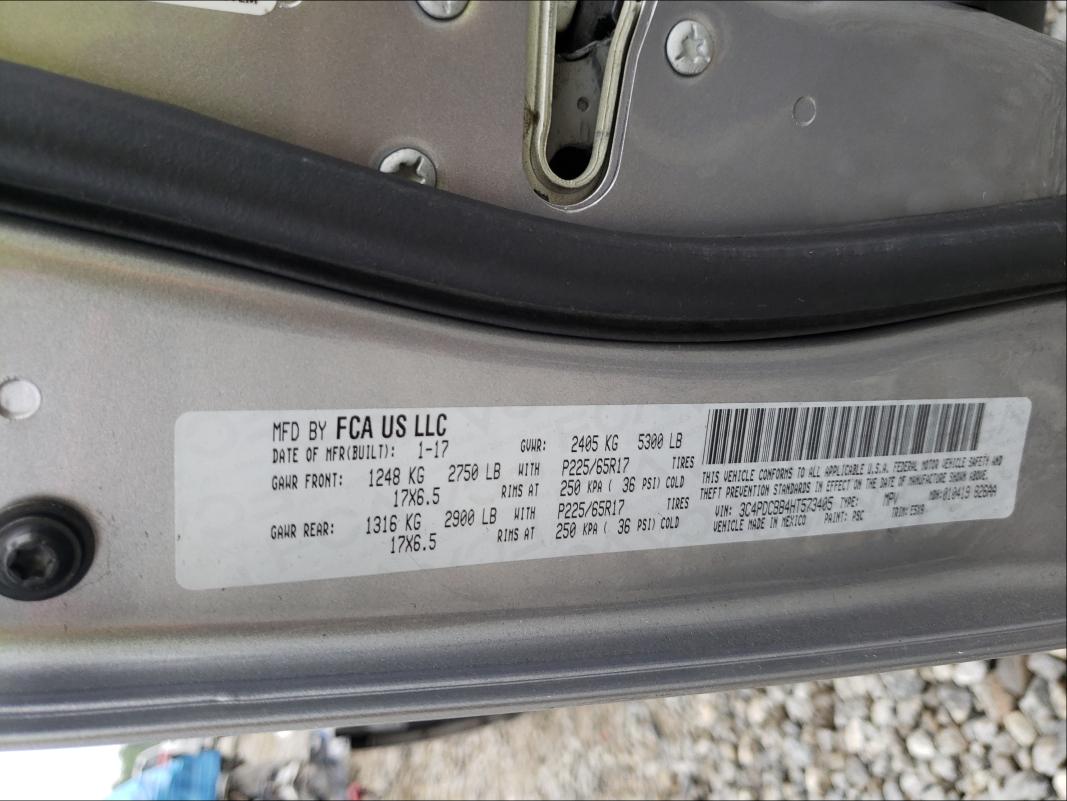 MFD BY FCA US LLC
DATE OF MFR(BUILT): 1-17 GVWR: 2405 KG 5300 LB
GAWR FRONT: 1248 KG 2750 LB WITH P225/65R17 TIRES
17X6.5 RIMS AT 250 KPA ( 36 PSI) COLD
GAWR REAR: 1316 KG 2900 LB WITH P225/65R17 TIRES
17X6.5 RIMS AT 250 KPA ( 36 PSI) COLD
THIS VEHICLE CONFORMS TO ALL APPLICABLE U.S.A. FEDERAL MOTOR VEHICLE SAFETY AND
THEFT PREVENTION STANDARDS IN EFFECT ON THE DATE OF MANUFACTURE SHOWN ABOVE.
VIN: 3C4PDCBB4HT573405 TYPE: MPV MDH: 010419 826AA
VEHICLE MADE IN MEXICO PAINT: PSC TRIM: